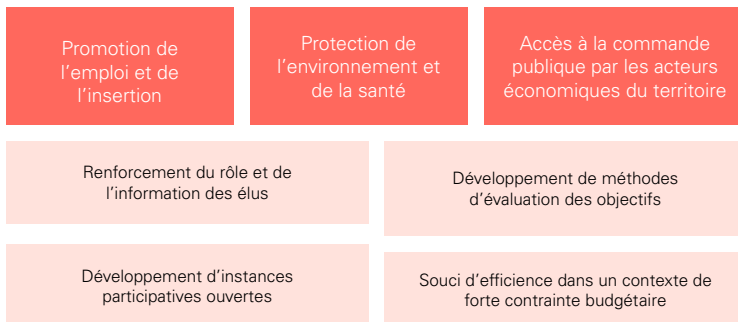 Promotion de
l’emploi et de
l’insertion
Protection de
l’environnement et
de la santé
Accès à la commande
publique par les acteurs
économiques du territoire
Renforcement du rôle et de
l’information des élus
Développement de méthodes
d’évaluation des objectifs
Développement d’instances
participatives ouvertes
Souci d’efficience dans un contexte de
forte contrainte budgétaire